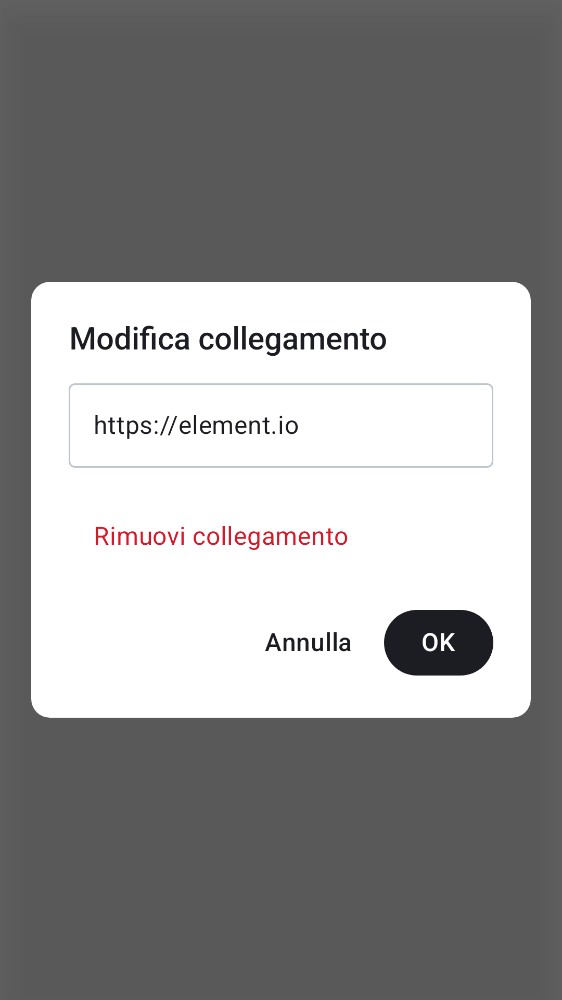 Modifica collegamento
https://element.io
Rimuovi collegamento
Annulla
OK